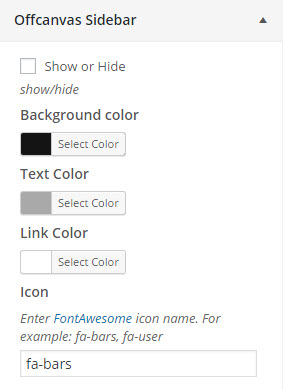 Offcanvas Sidebar
Show or Hide
show/hide
Background color
Select Color
Text Color
Select Color
Link Color
Select Color
Icon
Enter FontAwesome icon name. For
example: fa-bars, fa-user
fa-bars